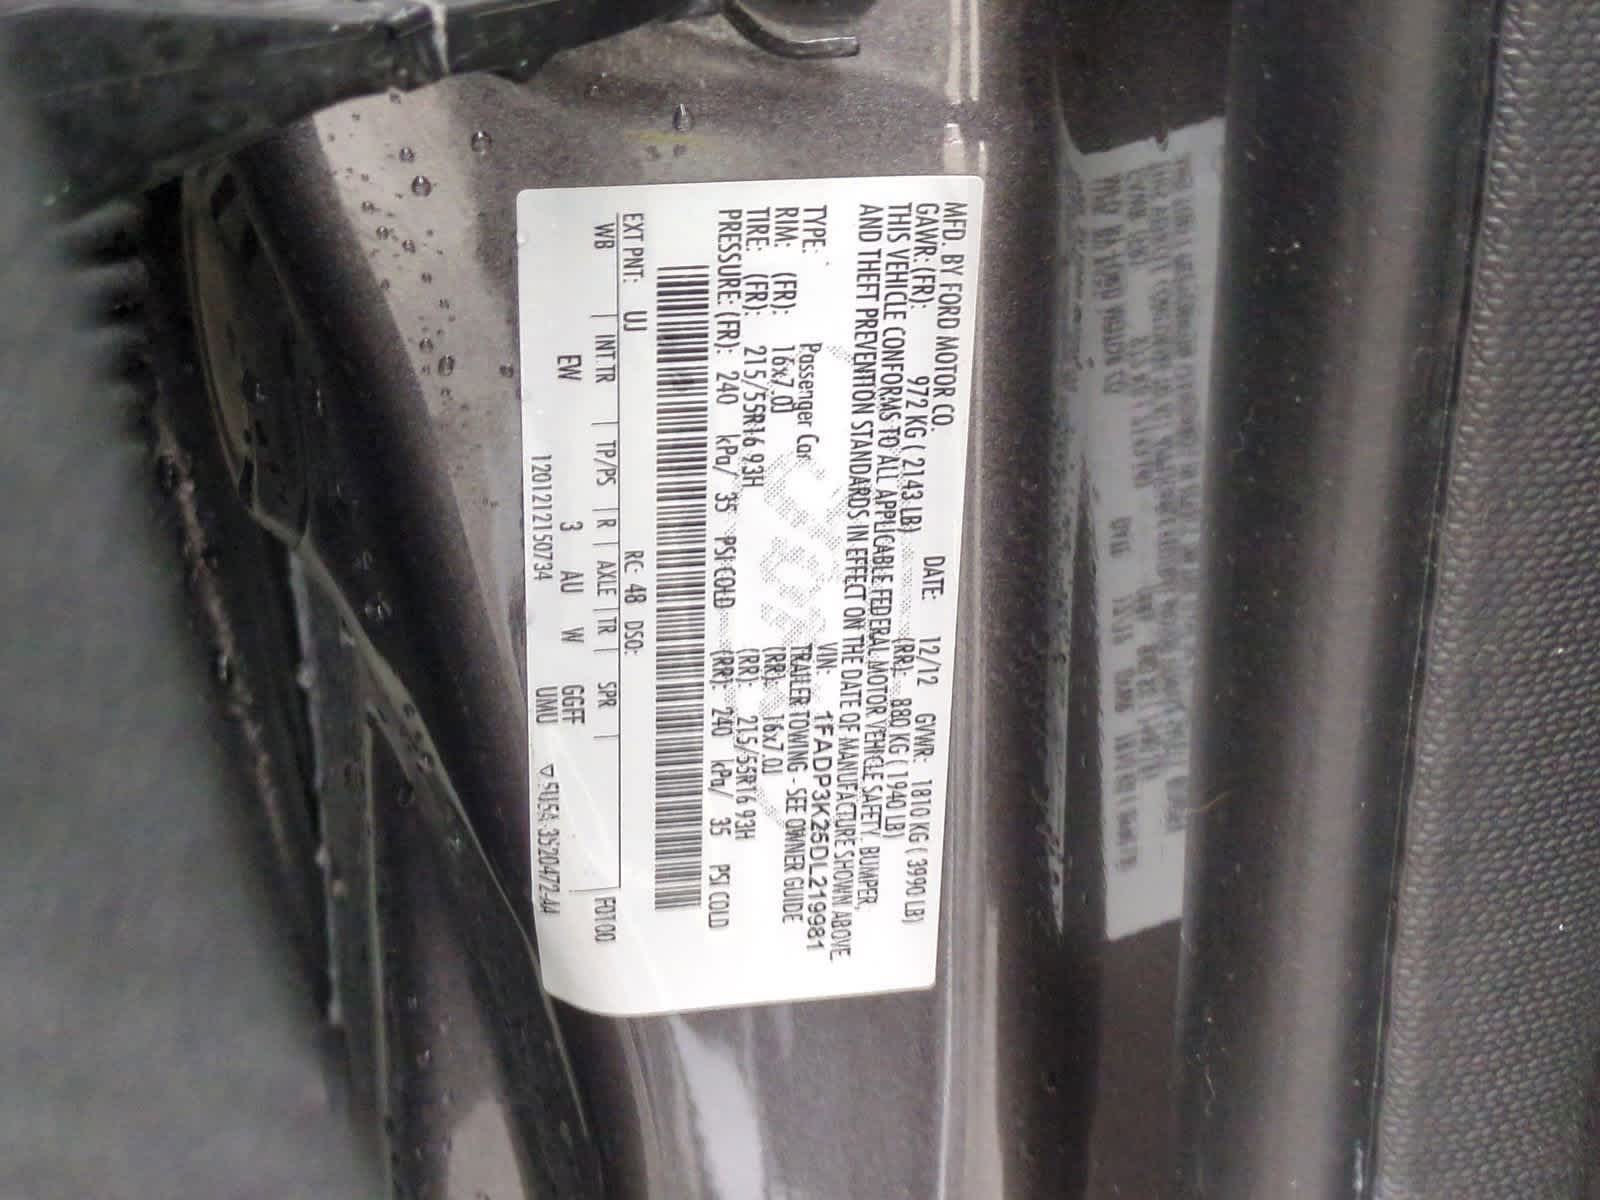 MFD. BY FORD MOTOR CO. DATE: 12/12 GVWR: 1810 KG ( 3990 LB)
GAWR: (FR): 972 KG ( 2143 LB) (RR): 880 KG ( 1940 LB)
THIS VEHICLE CONFORMS TO ALL APPLICABLE FEDERAL MOTOR VEHICLE SAFETY, BUMPER,
AND THEFT PREVENTION STANDARDS IN EFFECT ON THE DATE OF MANUFACTURE SHOWN ABOVE.
VIN: 1FADP3K25DL219981
TYPE: Passenger Car TRAILER TOWING - SEE OWNER GUIDE
RIM: (FR): 16x7.0J (RR): 16x7.0J
TIRE: (FR): 215/55R16 93H (RR): 215/55R16 93H
PRESSURE: (FR): 240 kPa/ 35 PSI COLD (RR): 240 kPa/ 35 PSI COLD
EXT PNT: UJ RC: 48 DSO:
WB | INT.TR | TP/PS | R | AXLE | TR | SPR | F0100
EW 3 AU W GGFF
1201212150734 UMU ▽5U5A-3520472-AA